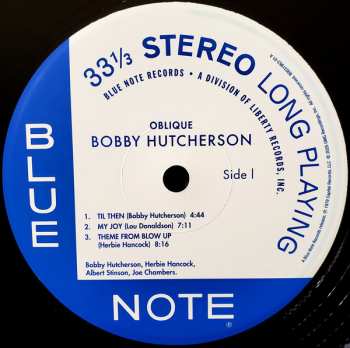 33⅓ STEREO LONG PLAYING
BLUE NOTE RECORDS • A DIVISION OF LIBERTY RECORDS, INC.
OBLIQUE
BOBBY HUTCHERSON
Side I
1. TIL THEN (Bobby Hutcherson) 4:44
2. MY JOY (Lou Donaldson) 7:11
3. THEME FROM BLOW UP
(Herbie Hancock) 8:16
Bobby Hutcherson, Herbie Hancock,
Albert Stinson, Joe Chambers.
BLUE
NOTE
®